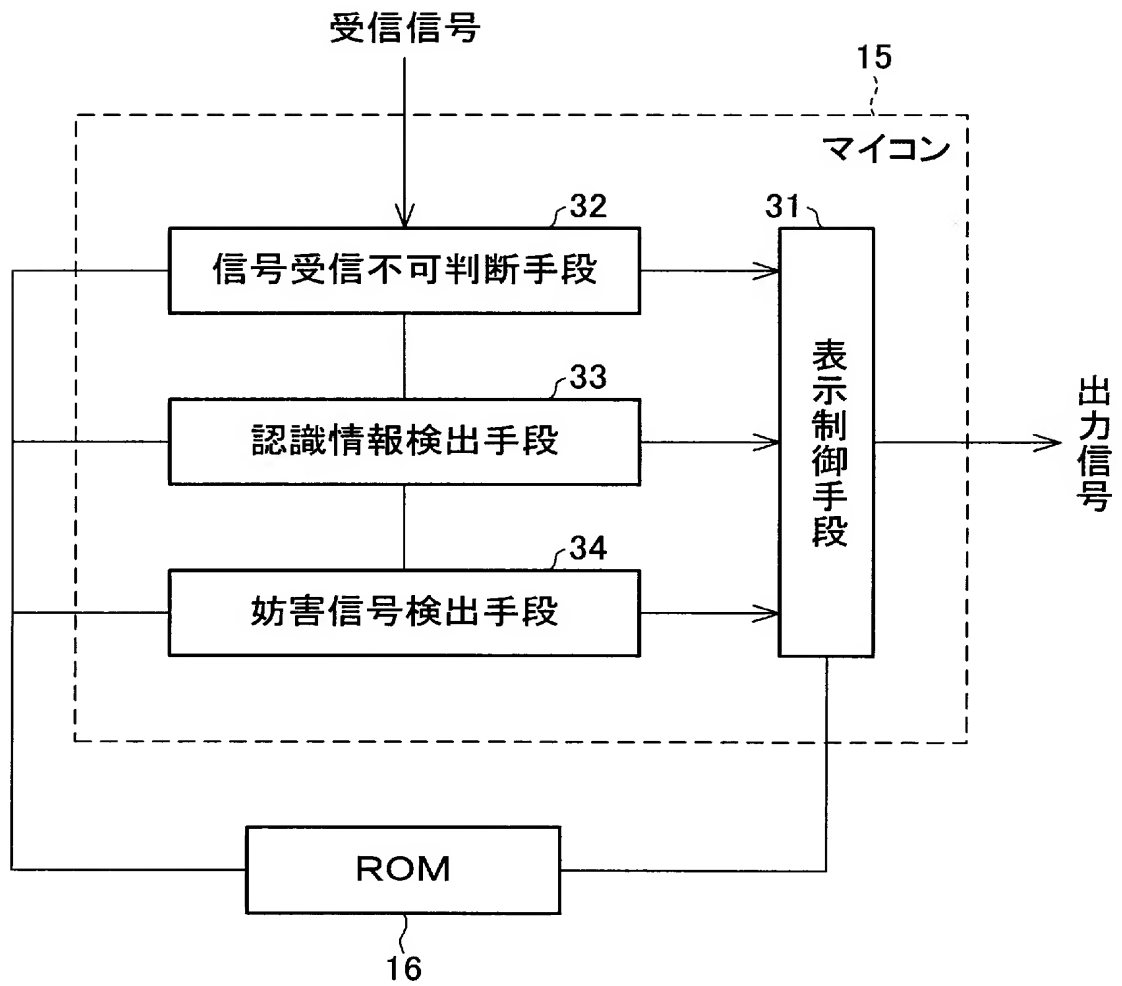 受信信号
15
マイコン
32
31
信号受信不可判断手段
33
認識情報検出手段
表示制御手段
出力信号
34
妨害信号検出手段
ROM
16